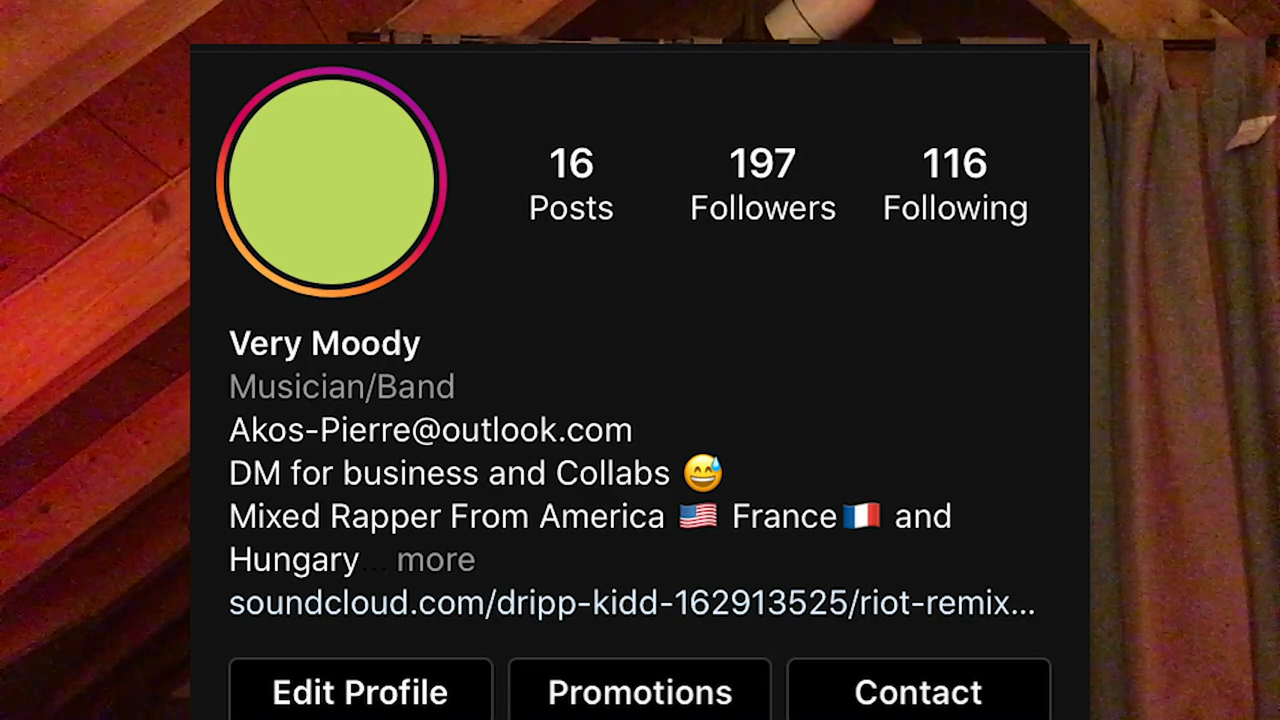 16 197 116
Posts Followers Following
Very Moody
Musician/Band
Akos-Pierre@outlook.com
DM for business and Collabs 😅
Mixed Rapper From America 🇺🇸 France🇫🇷 and
Hungary... more
soundcloud.com/dripp-kidd-162913525/riot-remix...
Edit Profile Promotions Contact